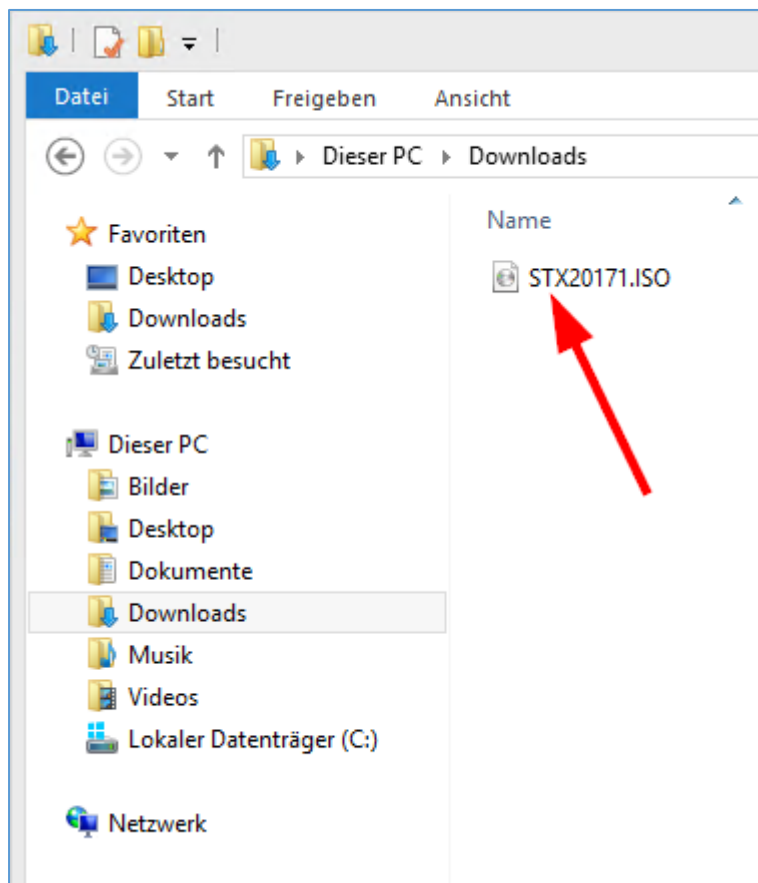 Datei Start Freigeben Ansicht
Dieser PC Downloads
Favoriten
Desktop
Downloads
Zuletzt besucht
Dieser PC
Bilder
Desktop
Dokumente
Downloads
Musik
Videos
Lokaler Datenträger (C:)
Netzwerk
Name
STX20171.ISO